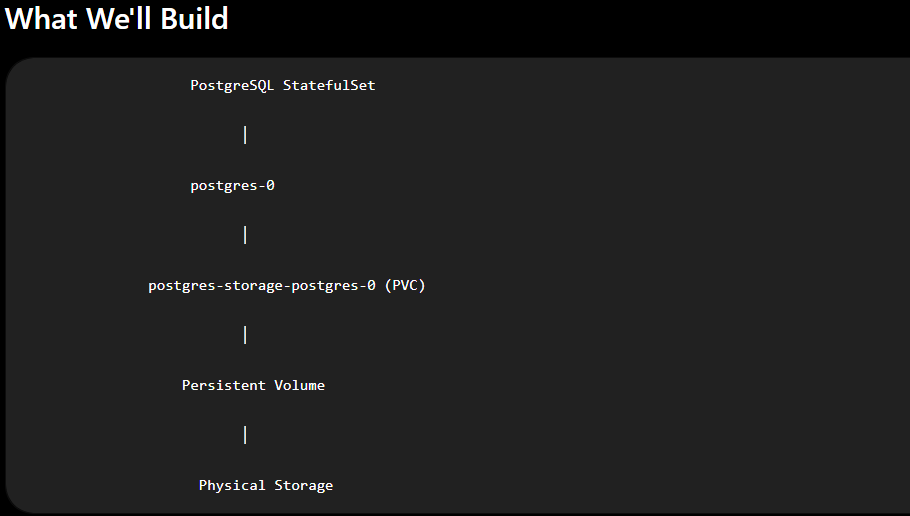 What We'll Build
PostgreSQL StatefulSet
|
postgres-0
|
postgres-storage-postgres-0 (PVC)
|
Persistent Volume
|
Physical Storage